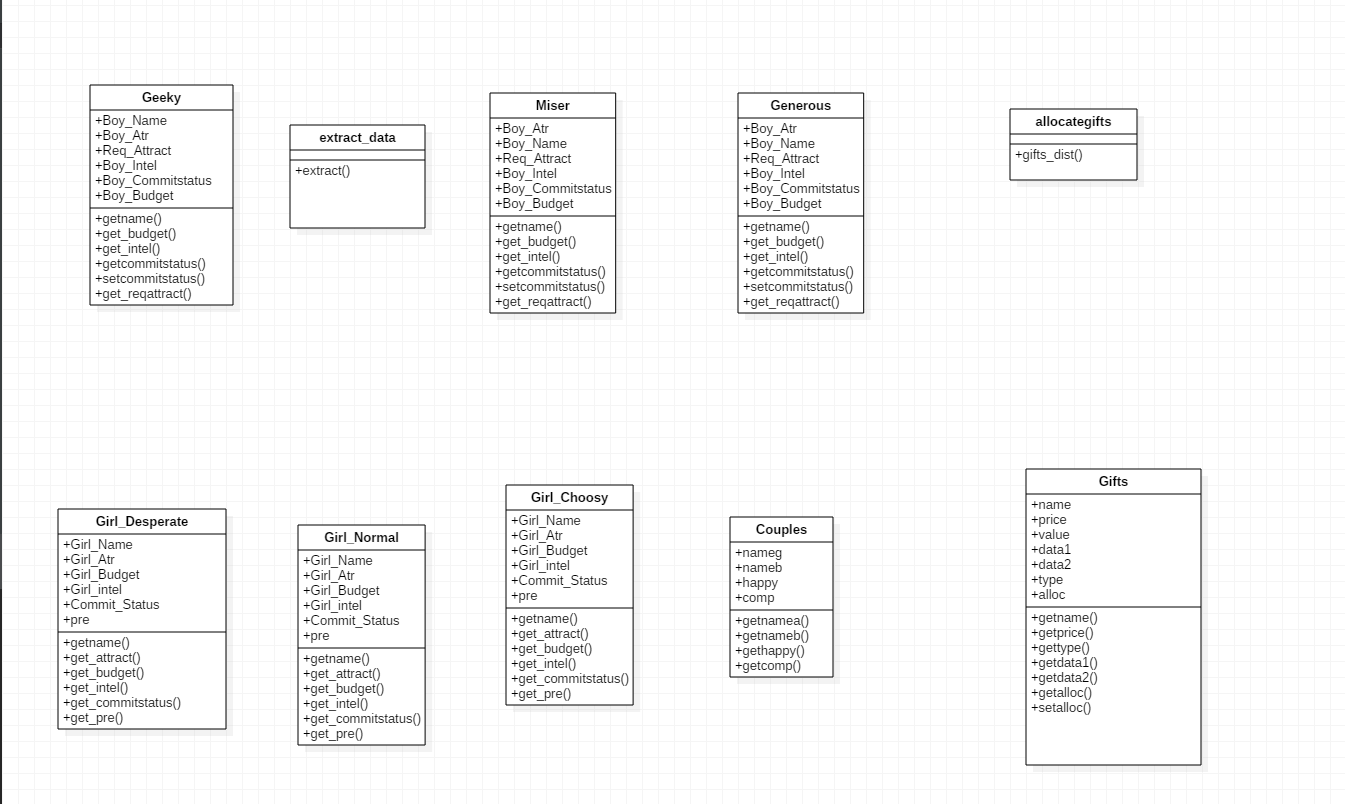 Geeky
+Boy_Name
+Boy_Atr
+Req_Attract
+Boy_Intel
+Boy_Commitstatus
+Boy_Budget
+getname()
+get_budget()
+get_intel()
+getcommitstatus()
+setcommitstatus()
+get_reqattract()
extract_data
+extract()
Miser
+Boy_Atr
+Boy_Name
+Req_Attract
+Boy_Intel
+Boy_Commitstatus
+Boy_Budget
+getname()
+get_budget()
+get_intel()
+getcommitstatus()
+setcommitstatus()
+get_reqattract()
Generous
+Boy_Atr
+Boy_Name
+Req_Attract
+Boy_Intel
+Boy_Commitstatus
+Boy_Budget
+getname()
+get_budget()
+get_intel()
+getcommitstatus()
+setcommitstatus()
+get_reqattract()
allocategifts
+gifts_dist()
Girl_Desperate
+Girl_Name
+Girl_Atr
+Girl_Budget
+Girl_intel
+Commit_Status
+pre
+getname()
+get_attract()
+get_budget()
+get_intel()
+get_commitstatus()
+get_pre()
Girl_Normal
+Girl_Name
+Girl_Atr
+Girl_Budget
+Girl_intel
+Commit_Status
+pre
+getname()
+get_attract()
+get_budget()
+get_intel()
+get_commitstatus()
+get_pre()
Girl_Choosy
+Girl_Name
+Girl_Atr
+Girl_Budget
+Girl_intel
+Commit_Status
+pre
+getname()
+get_attract()
+get_budget()
+get_intel()
+get_commitstatus()
+get_pre()
Couples
+nameg
+nameb
+happy
+comp
+getnamea()
+getnameb()
+gethappy()
+getcomp()
Gifts
+name
+price
+value
+data1
+data2
+type
+alloc
+getname()
+getprice()
+gettype()
+getdata1()
+getdata2()
+getalloc()
+setalloc()